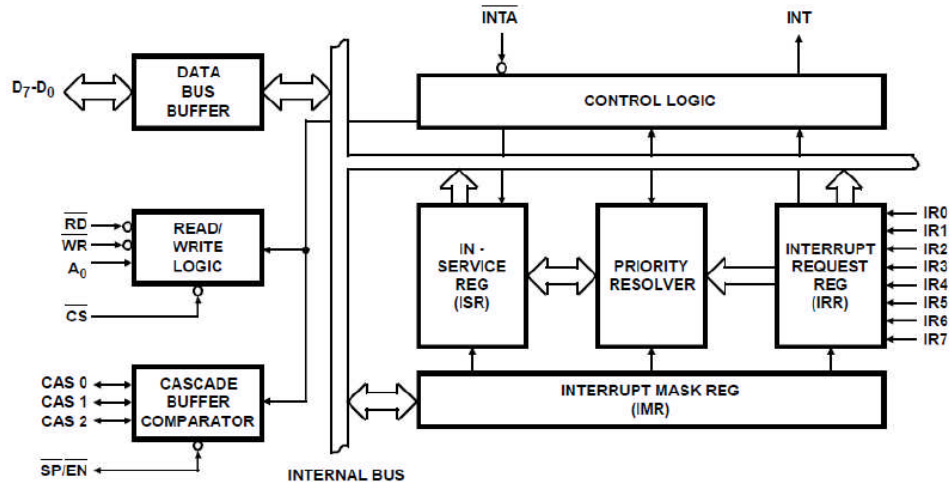 INTA
INT
D7-D0
DATA
BUS
BUFFER
CONTROL LOGIC
RD
WR
A0
CS
READ/
WRITE
LOGIC
IN -
SERVICE
REG
(ISR)
PRIORITY
RESOLVER
INTERRUPT
REQUEST
REG
(IRR)
IR0
IR1
IR2
IR3
IR4
IR5
IR6
IR7
CAS 0
CAS 1
CAS 2
CASCADE
BUFFER
COMPARATOR
SP/EN
INTERRUPT MASK REG
(IMR)
INTERNAL BUS